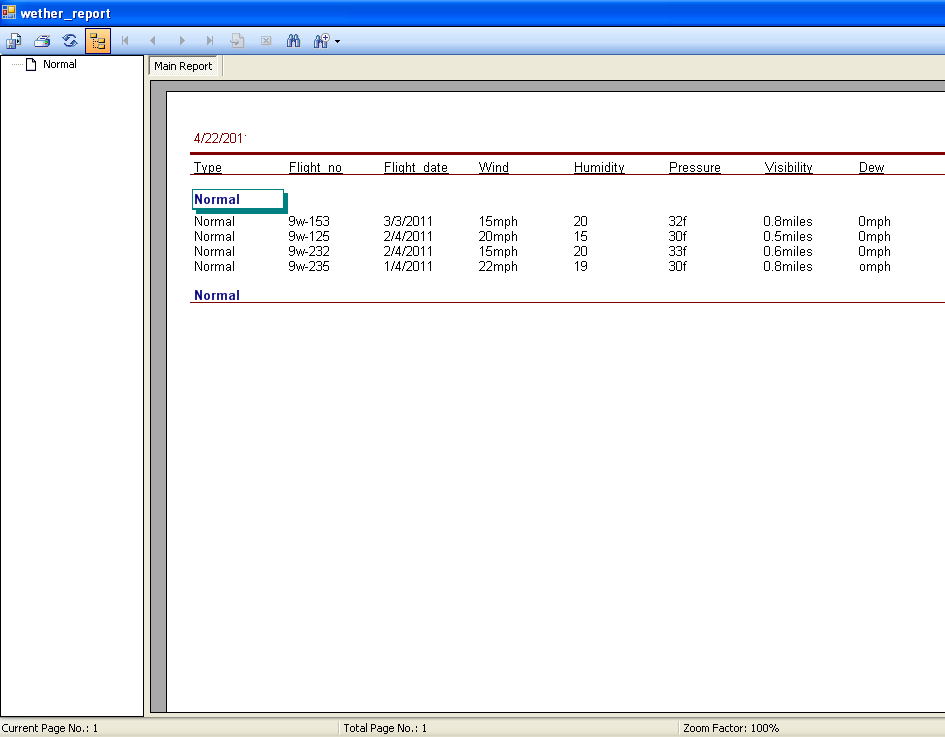 wether_report
Normal
Main Report
4/22/201
Type Flight_no Flight_date Wind Humidity Pressure Visibility Dew
Normal
Normal 9w-153 3/3/2011 15mph 20 32f 0.8miles 0mph
Normal 9w-125 2/4/2011 20mph 15 30f 0.5miles 0mph
Normal 9w-232 2/4/2011 15mph 20 33f 0.6miles 0mph
Normal 9w-235 1/4/2011 22mph 19 30f 0.8miles omph
Normal
Current Page No.: 1 Total Page No.: 1 Zoom Factor: 100%